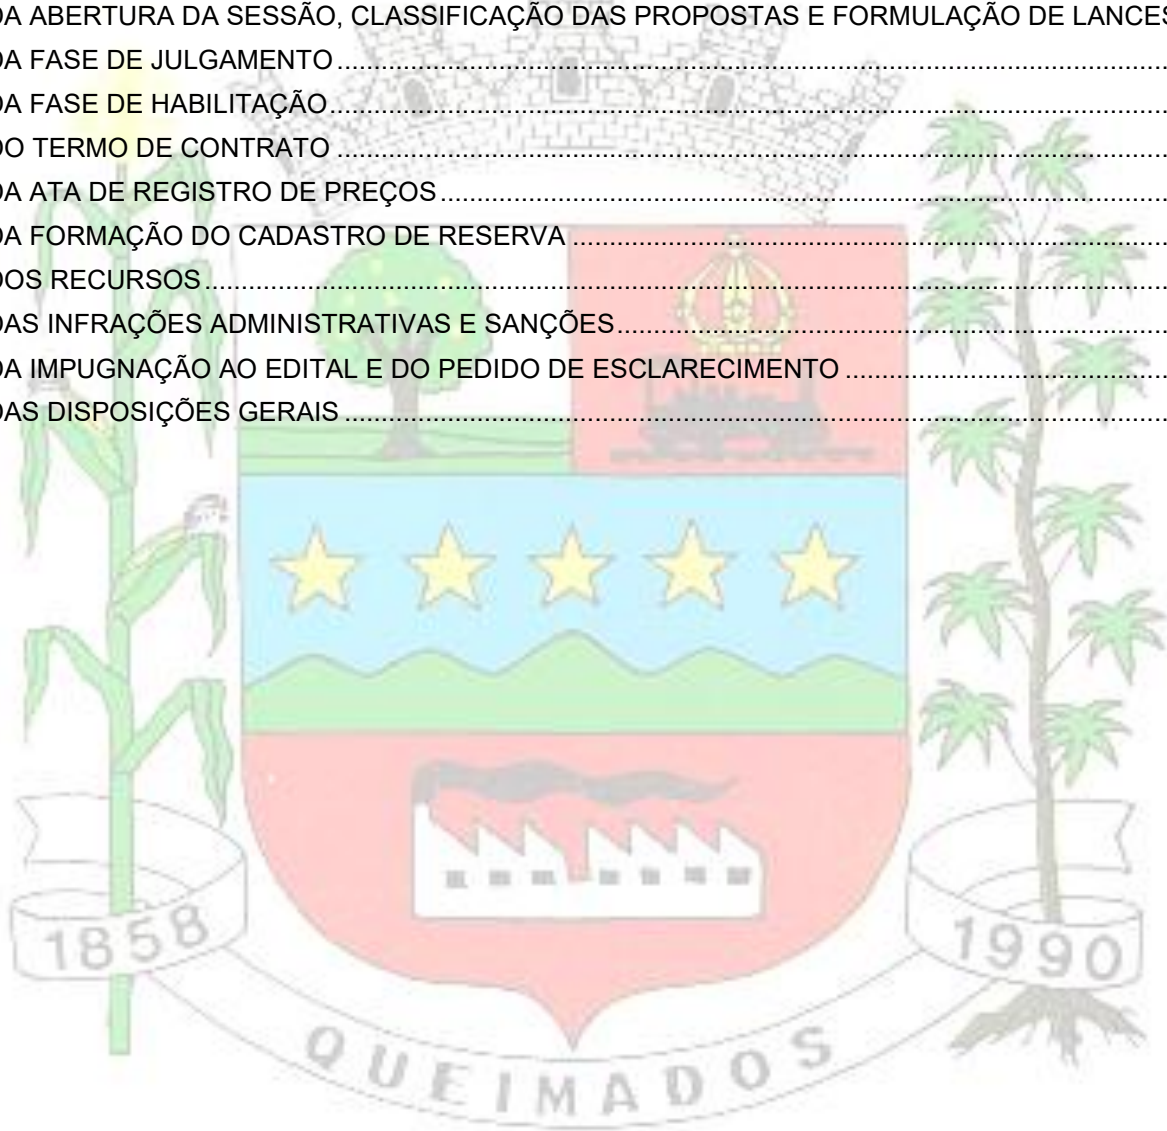 DA ABERTURA DA SESSÃO, CLASSIFICAÇÃO DAS PROPOSTAS E FORMULAÇÃO DE LANCES
DA FASE DE JULGAMENTO
DA FASE DE HABILITAÇÃO
DO TERMO DE CONTRATO
DA ATA DE REGISTRO DE PREÇOS
DA FORMAÇÃO DO CADASTRO DE RESERVA
DOS RECURSOS
DAS INFRAÇÕES ADMINISTRATIVAS E SANÇÕES
DA IMPUGNAÇÃO AO EDITAL E DO PEDIDO DE ESCLARECIMENTO
DAS DISPOSIÇÕES GERAIS
1858
1990
QUEIMADOS